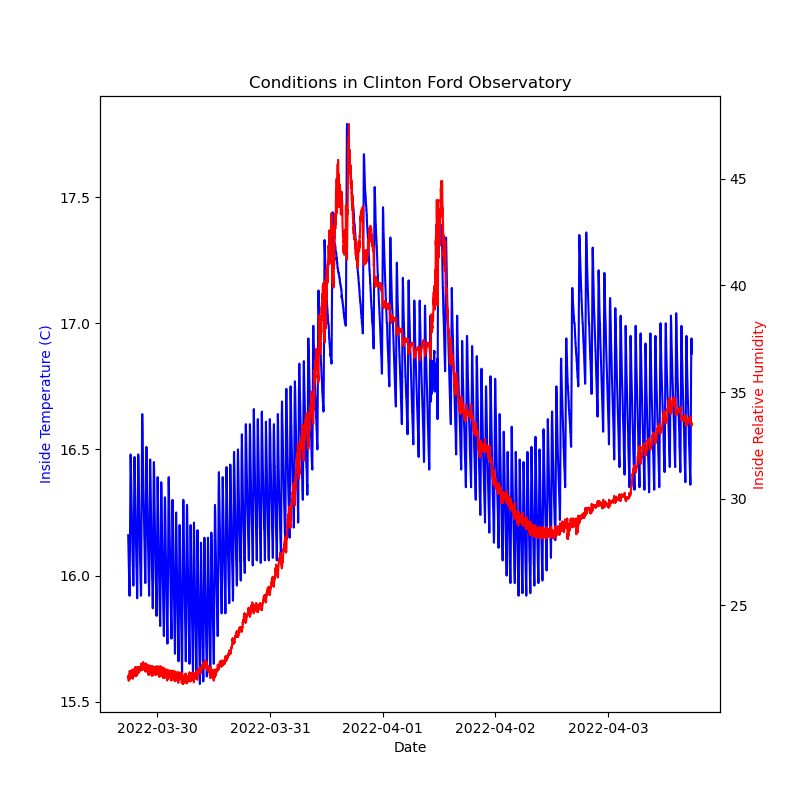 Conditions in Clinton Ford Observatory
Inside Temperature (C)
17.5
17.0
16.5
16.0
15.5
45
40
35
30
25
Inside Relative Humidity
2022-03-30 2022-03-31 2022-04-01 2022-04-02 2022-04-03
Date